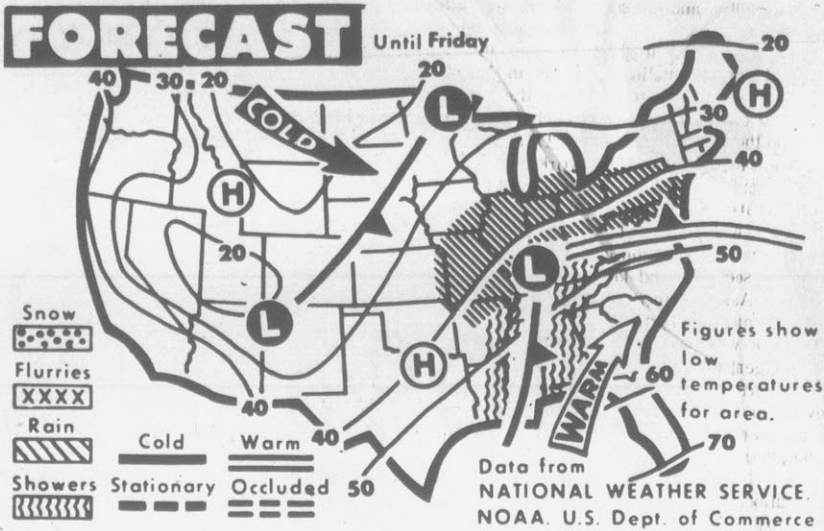 FORECAST Until Friday
40 30 20 20 20
COLD
L
H
30
40
H
20
L
50
L
H
Snow
Flurries
XXXX
Rain
Showers
Cold Warm
Stationary Occluded
40
40
50
WARM
60
70
Figures show
low
temperatures
for area.
Data from
NATIONAL WEATHER SERVICE.
NOAA. U.S. Dept. of Commerce